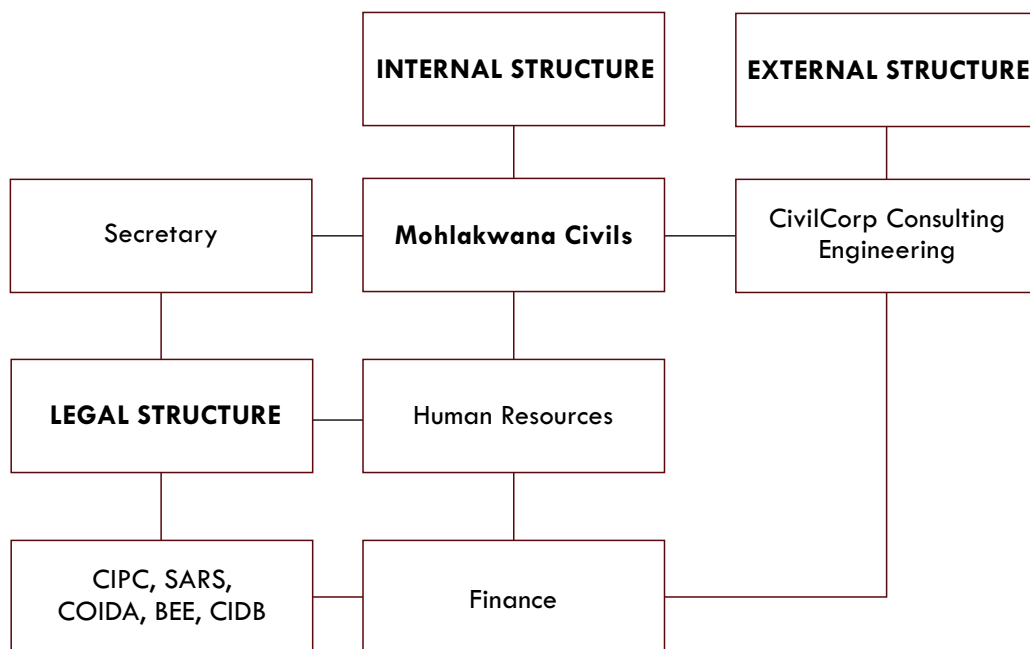 INTERNAL STRUCTURE
EXTERNAL STRUCTURE
Secretary
Mohlakwana Civils
CivilCorp Consulting
Engineering
LEGAL STRUCTURE
Human Resources
CIPC, SARS,
COIDA, BEE, CIDB
Finance